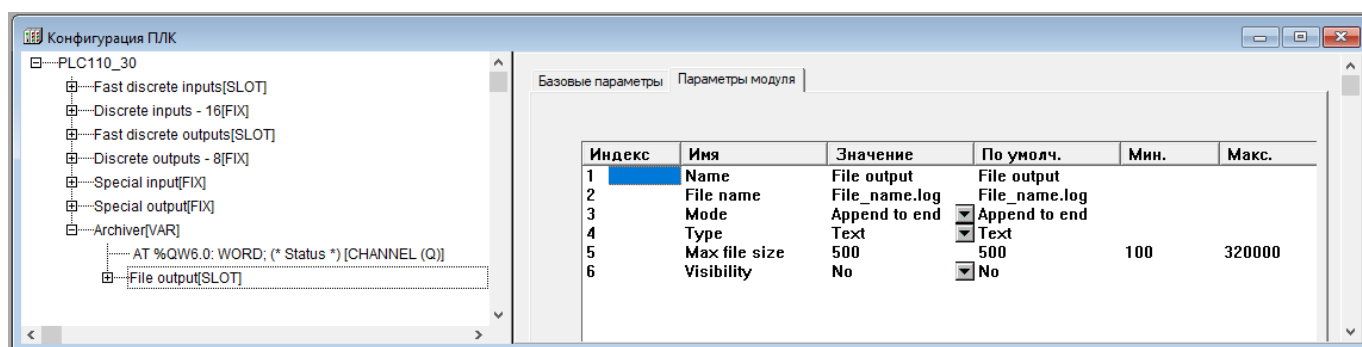 Конфигурация ПЛК
PLC110_30
Fast discrete inputs[SLOT]
Discrete inputs - 16[FIX]
Fast discrete outputs[SLOT]
Discrete outputs - 8[FIX]
Special input[FIX]
Special output[FIX]
Archiver[VAR]
AT %QW6.0: WORD; (* Status *) [CHANNEL (Q)]
File output[SLOT]
Базовые параметры Параметры модуля
Индекс Имя Значение По умолч. Мин. Макс.
1 Name File output File output
2 File name File_name.log File_name.log
3 Mode Append to end Append to end
4 Type Text Text
5 Max file size 500 500 100 320000
6 Visibility No No